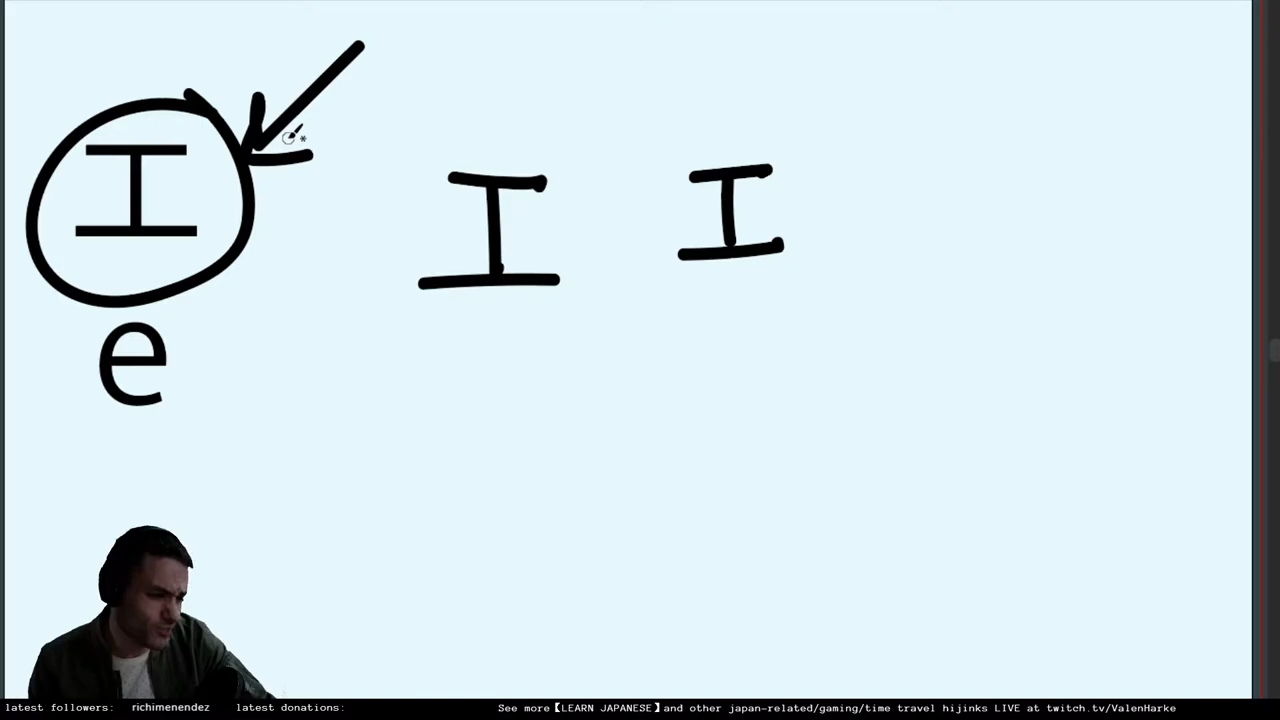 エ エ エ
e
latest followers: richimenendez latest donations: See more【LEARN JAPANESE】and other japan-related/gaming/time travel hijinks LIVE at twitch.tv/ValenHarke